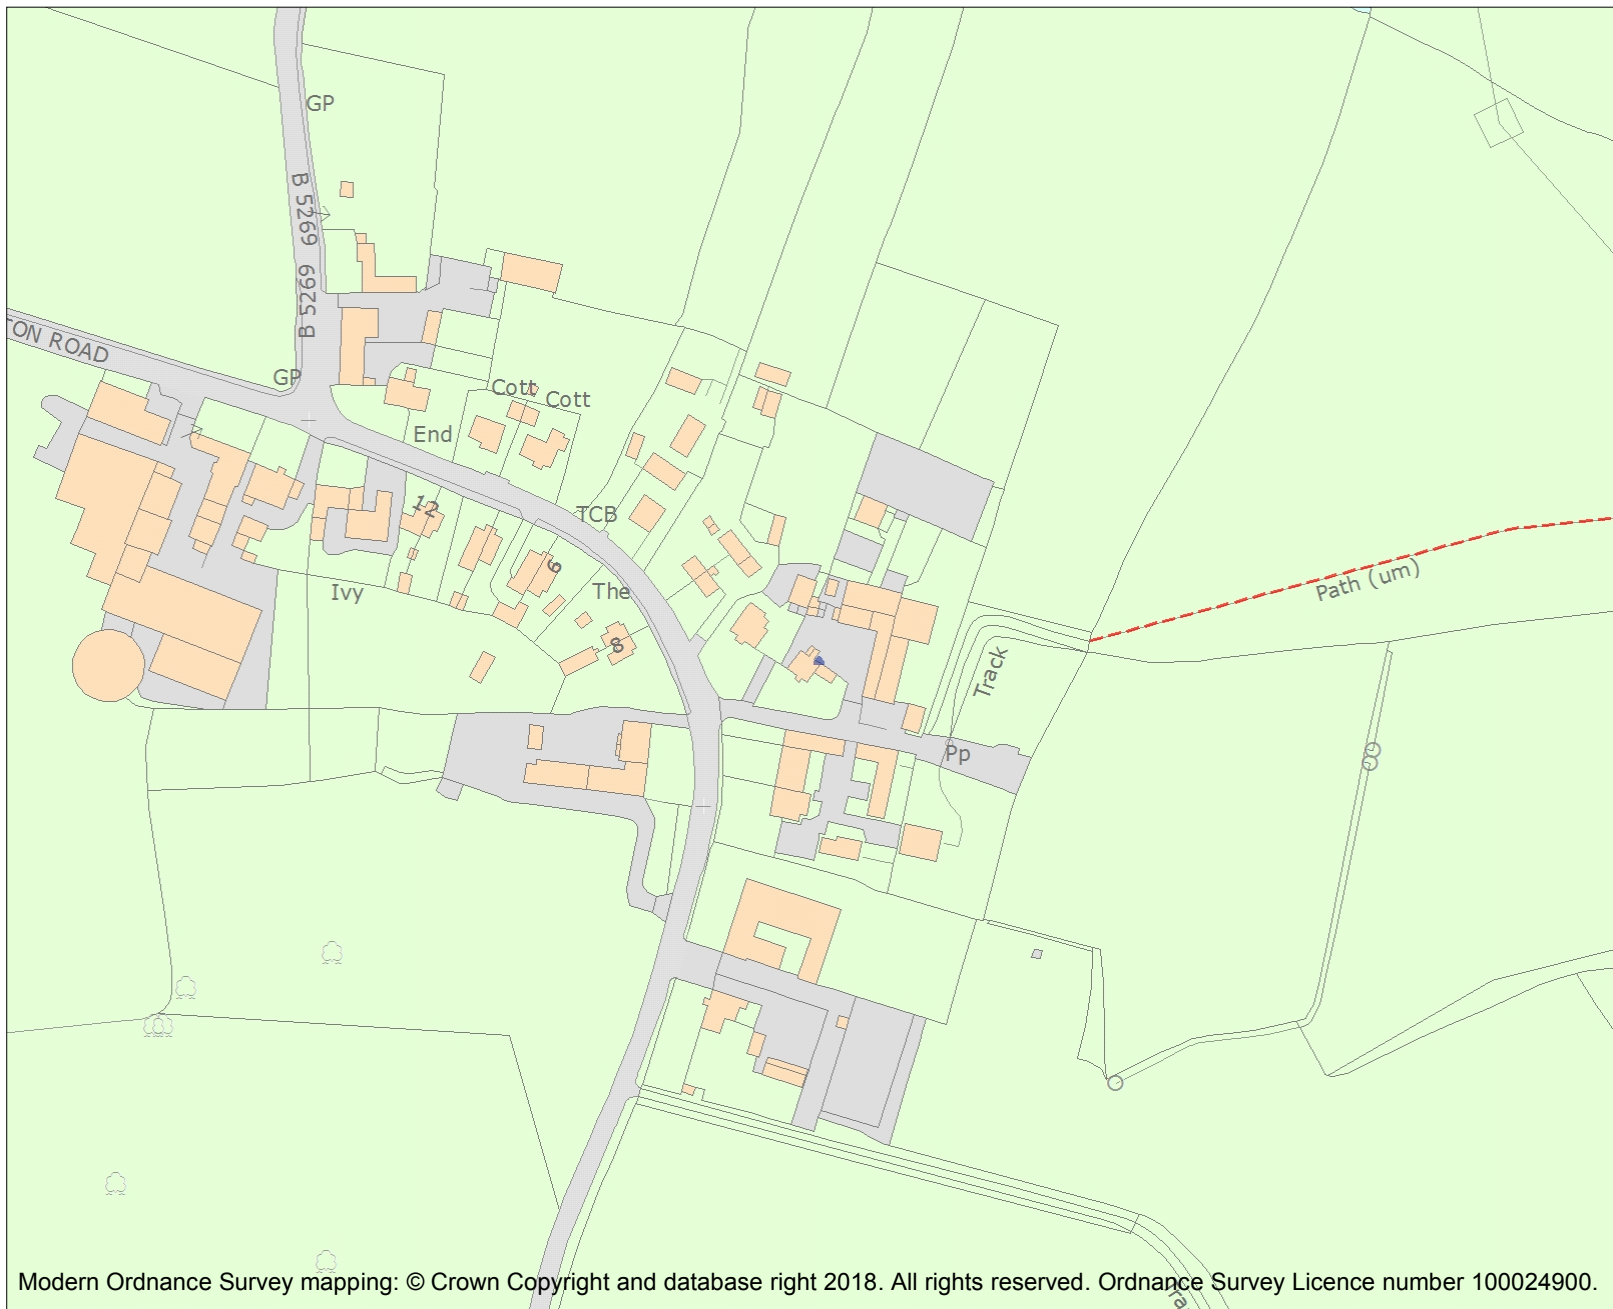 GP
B 5269
B 5269
TON ROAD
GP
Cott
Cott
End
12
TCB
6
The
Ivy
8
Path (um)
Track
Pp
Modern Ordnance Survey mapping: © Crown Copyright and database right 2018. All rights reserved. Ordnance Survey Licence number 100024900.